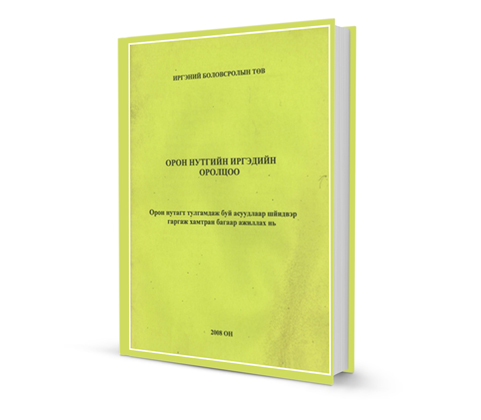 ИРГЭНИЙ БОЛОВСРОЛЫН ТӨВ
ОРОН НУТГИЙН ИРГЭДИЙН
ОРОЛЦОО
Орон нутагт тулгамдаж буй асуудлаар шийдвэр
гаргаж хамтран багаар ажиллах нь
2008 ОН